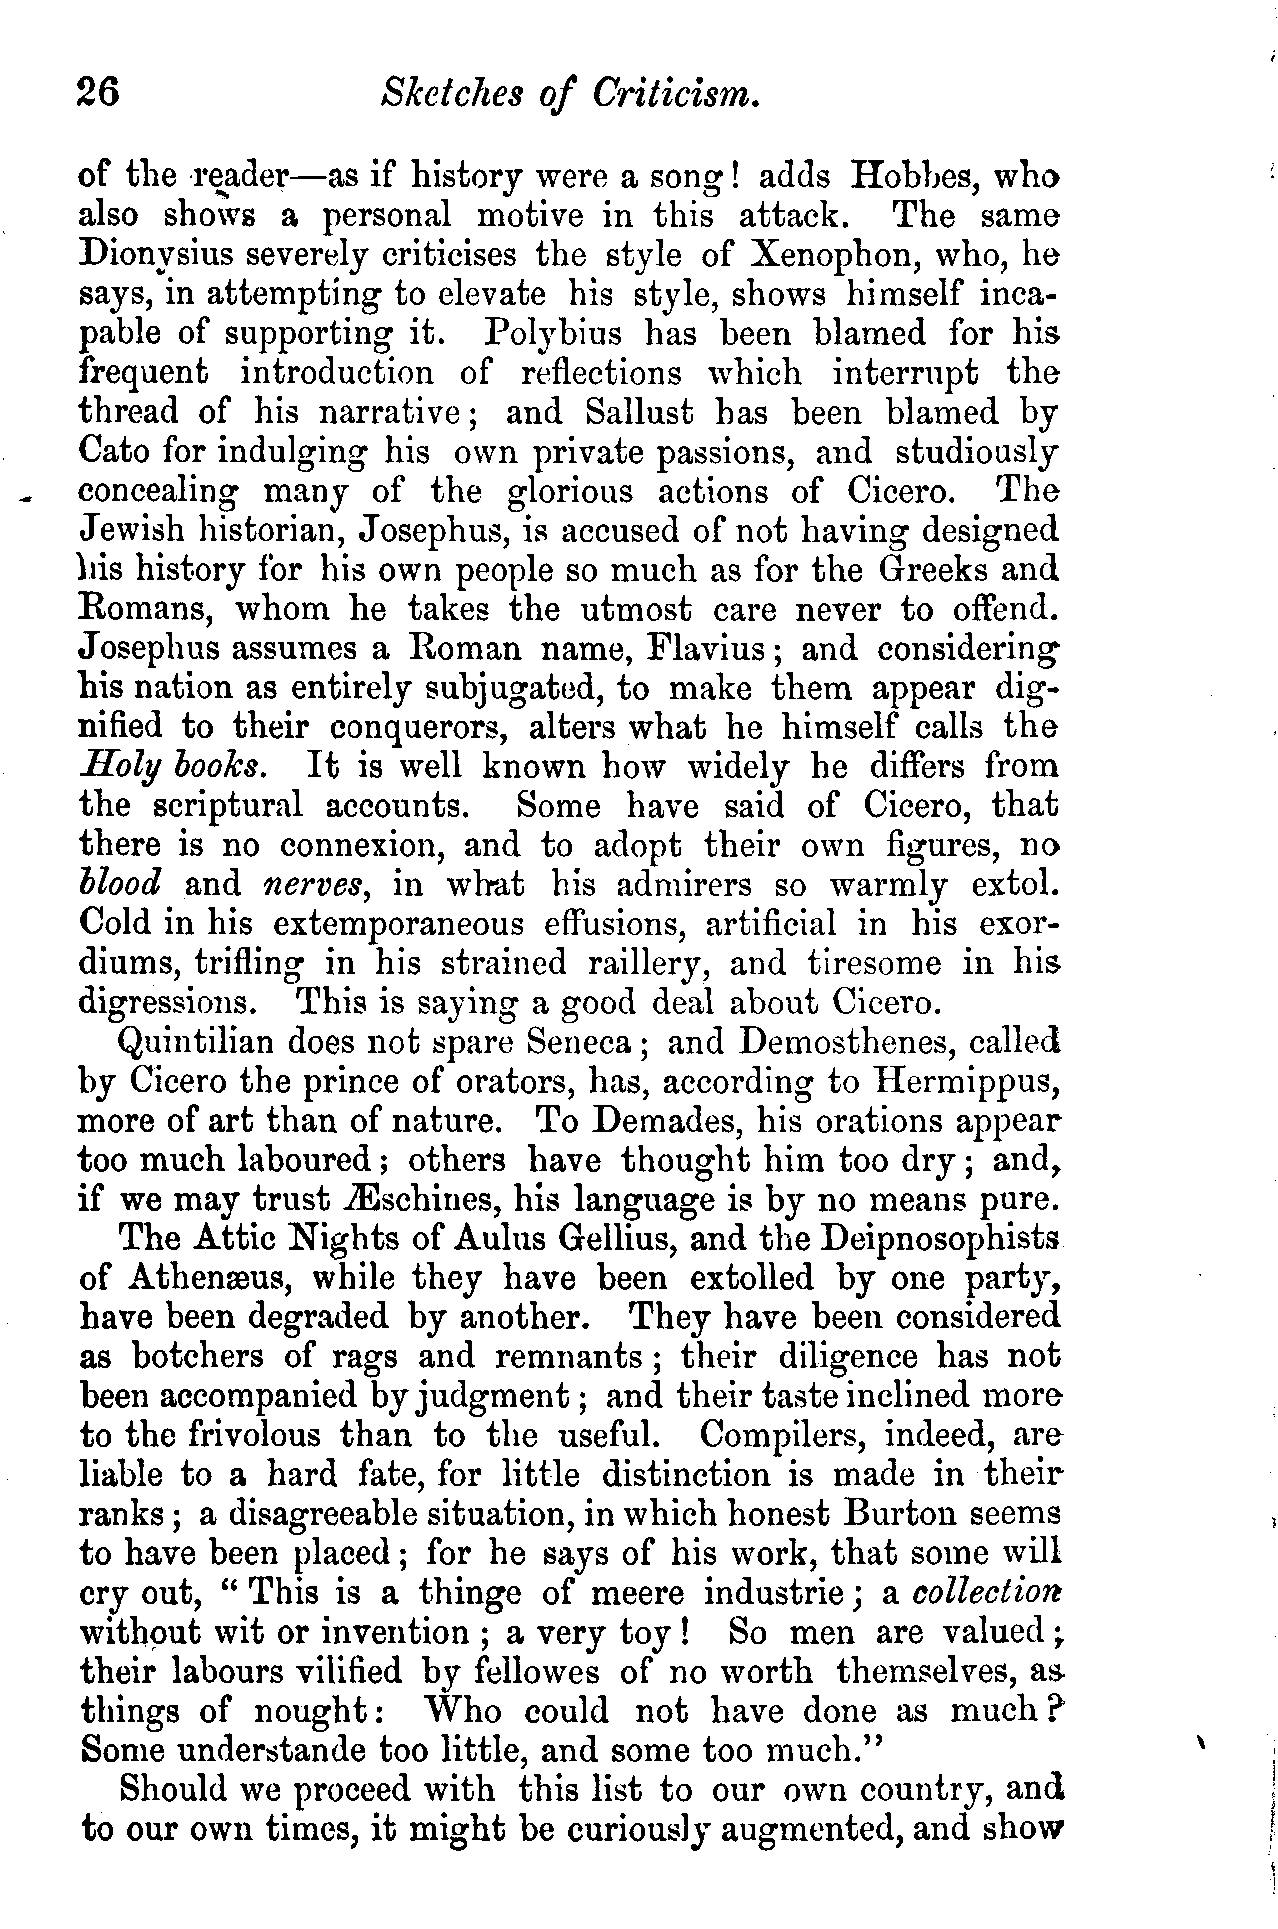 26 Sketches of Criticism.
of the reader—as if history were a song! adds Hobbes, who
also shows a personal motive in this attack. The same
Dionysius severely criticises the style of Xenophon, who, he
says, in attempting to elevate his style, shows himself inca-
pable of supporting it. Polybius has been blamed for his
frequent introduction of reflections which interrupt the
thread of his narrative; and Sallust has been blamed by
Cato for indulging his own private passions, and studiously
concealing many of the glorious actions of Cicero. The
Jewish historian, Josephus, is accused of not having designed
his history for his own people so much as for the Greeks and
Romans, whom he takes the utmost care never to offend.
Josephus assumes a Roman name, Flavius; and considering
his nation as entirely subjugated, to make them appear dig-
nified to their conquerors, alters what he himself calls the
Holy books. It is well known how widely he differs from
the scriptural accounts. Some have said of Cicero, that
there is no connexion, and to adopt their own figures, no
blood and nerves, in what his admirers so warmly extol.
Cold in his extemporaneous effusions, artificial in his exor-
diums, trifling in his strained raillery, and tiresome in his
digressions. This is saying a good deal about Cicero.
Quintilian does not spare Seneca; and Demosthenes, called
by Cicero the prince of orators, has, according to Hermippus,
more of art than of nature. To Demades, his orations appear
too much laboured; others have thought him too dry; and,
if we may trust Æschines, his language is by no means pure.
The Attic Nights of Aulus Gellius, and the Deipnosophists
of Athenæus, while they have been extolled by one party,
have been degraded by another. They have been considered
as botchers of rags and remnants; their diligence has not
been accompanied by judgment; and their taste inclined more
to the frivolous than to the useful. Compilers, indeed, are
liable to a hard fate, for little distinction is made in their
ranks; a disagreeable situation, in which honest Burton seems
to have been placed; for he says of his work, that some will
cry out, "This is a thinge of meere industrie; a collection
without wit or invention; a very toy! So men are valued;
their labours vilified by fellowes of no worth themselves, as
things of nought: Who could not have done as much?
Some understande too little, and some too much."
Should we proceed with this list to our own country, and
to our own times, it might be curiously augmented, and show